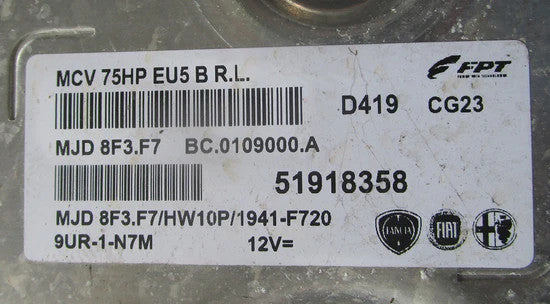 MCV 75HP EU5 B R.L.
FPT
D419 CG23
MJD 8F3.F7 BC.0109000.A
51918358
MJD 8F3.F7/HW10P/1941-F720
9UR-1-N7M 12V=
LANCIA
FIAT